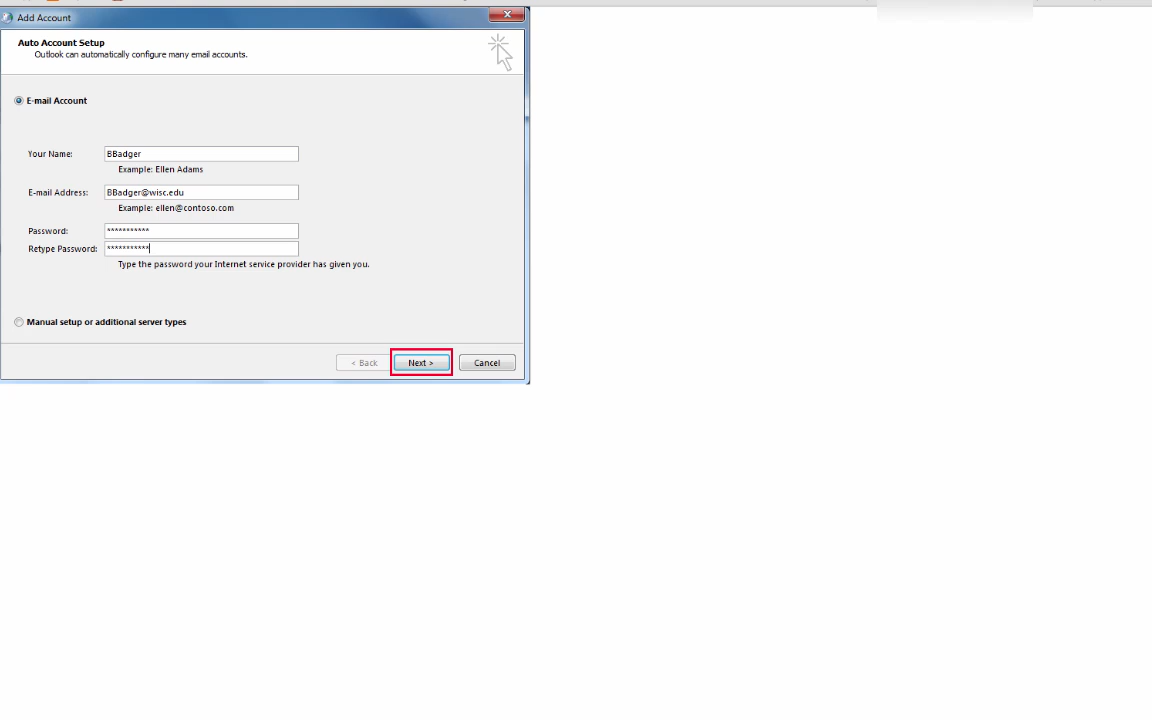 Add Account
Auto Account Setup
Outlook can automatically configure many email accounts.
E-mail Account
Your Name: BBadger
Example: Ellen Adams
E-mail Address: BBadger@wisc.edu
Example: ellen@contoso.com
Password: ***********
Retype Password: ***********
Type the password your Internet service provider has given you.
Manual setup or additional server types
< Back Next > Cancel